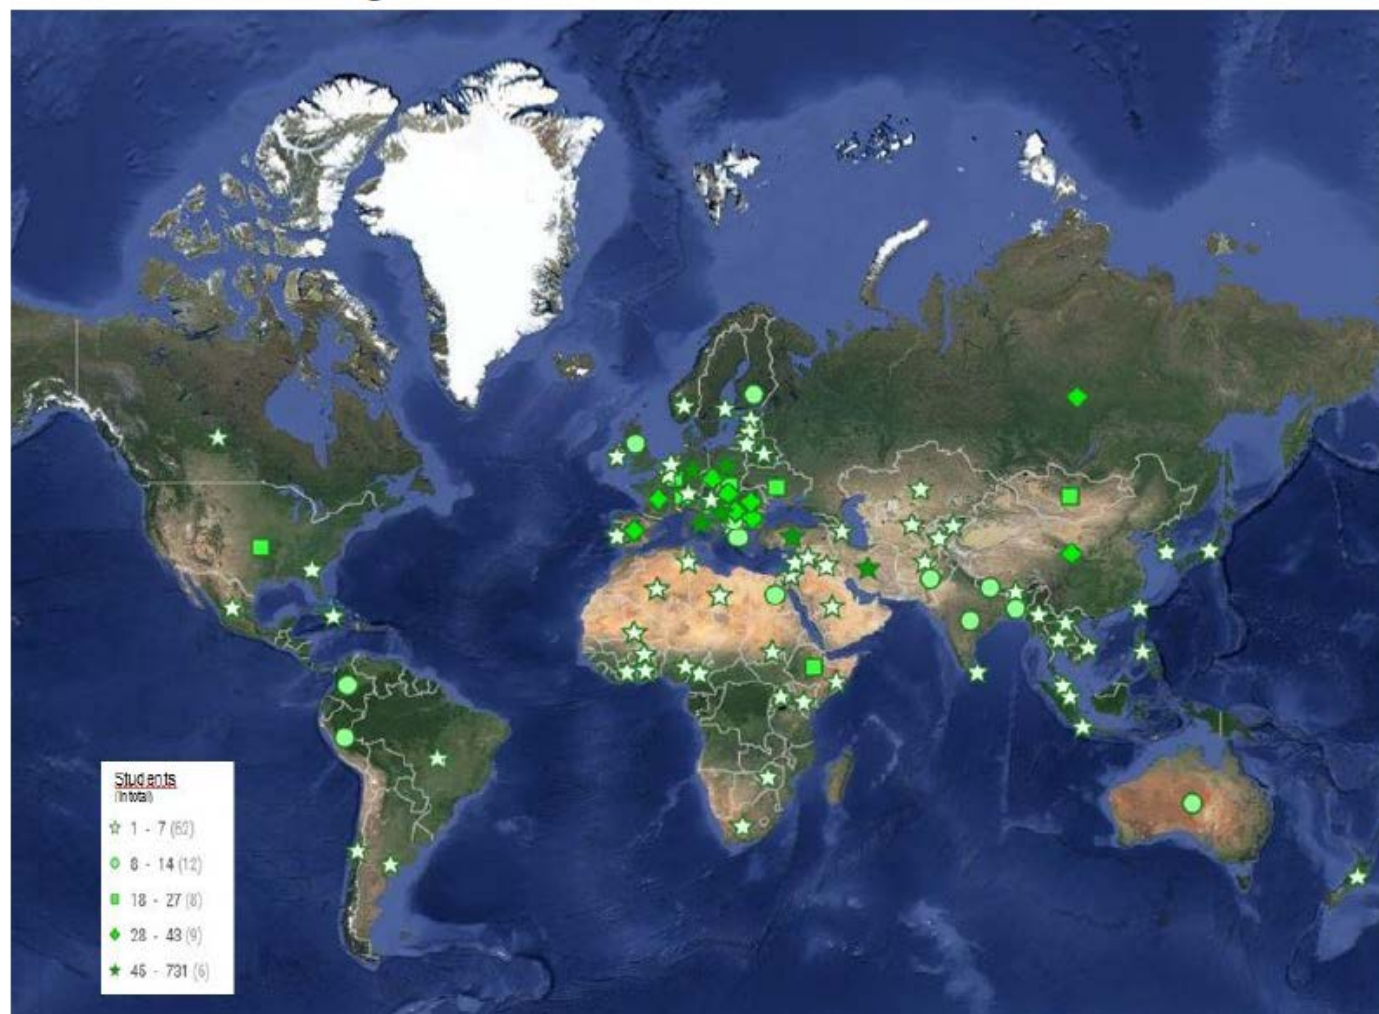 Students
(in total)
1 - 7 (62)
8 - 14 (12)
18 - 27 (8)
28 - 43 (9)
46 - 731 (6)